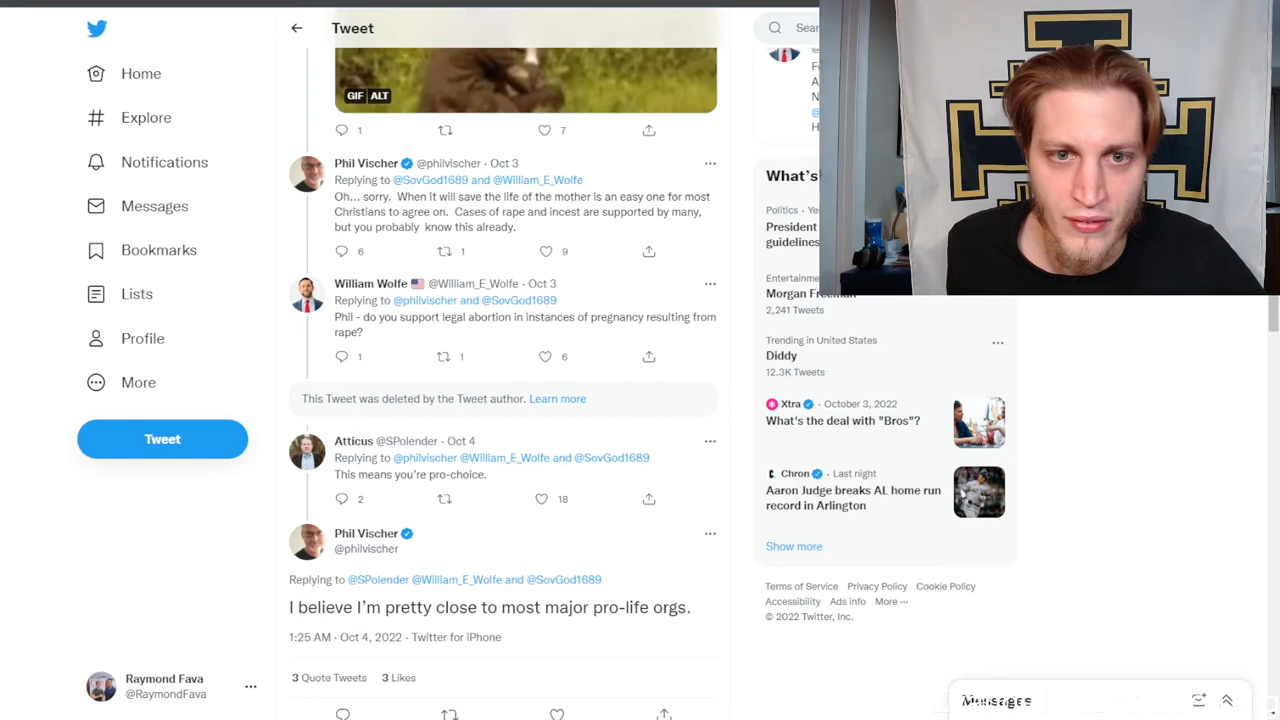 Tweet
Home
Explore
Notifications
Messages
Bookmarks
Lists
Profile
More
Tweet
Raymond Fava
@RaymondFava
GIF ALT
1
7
Phil Vischer @philvischer · Oct 3
Replying to @SovGod1689 and @William_E_Wolfe
Oh... sorry. When it will save the life of the mother is an easy one for most
Christians to agree on. Cases of rape and incest are supported by many,
but you probably know this already.
6 1 9
William Wolfe 🇺🇸 @William_E_Wolfe · Oct 3
Replying to @philvischer and @SovGod1689
Phil - do you support legal abortion in instances of pregnancy resulting from
rape?
1 1 6
This Tweet was deleted by the Tweet author. Learn more
Atticus @SPolender · Oct 4
Replying to @philvischer @William_E_Wolfe and @SovGod1689
This means you're pro-choice.
2 18
Phil Vischer
@philvischer
Replying to @SPolender @William_E_Wolfe and @SovGod1689
I believe I'm pretty close to most major pro-life orgs.
1:25 AM · Oct 4, 2022 · Twitter for iPhone
3 Quote Tweets 3 Likes
What's
Politics
President
guidelines
Morgan Freeman
2,241 Tweets
Trending in United States
Diddy
12.3K Tweets
Xtra · October 3, 2022
What's the deal with "Bros"?
Chron · Last night
Aaron Judge breaks AL home run
record in Arlington
Show more
Terms of Service Privacy Policy Cookie Policy
Accessibility Ads info More ···
© 2022 Twitter, Inc.
Messages